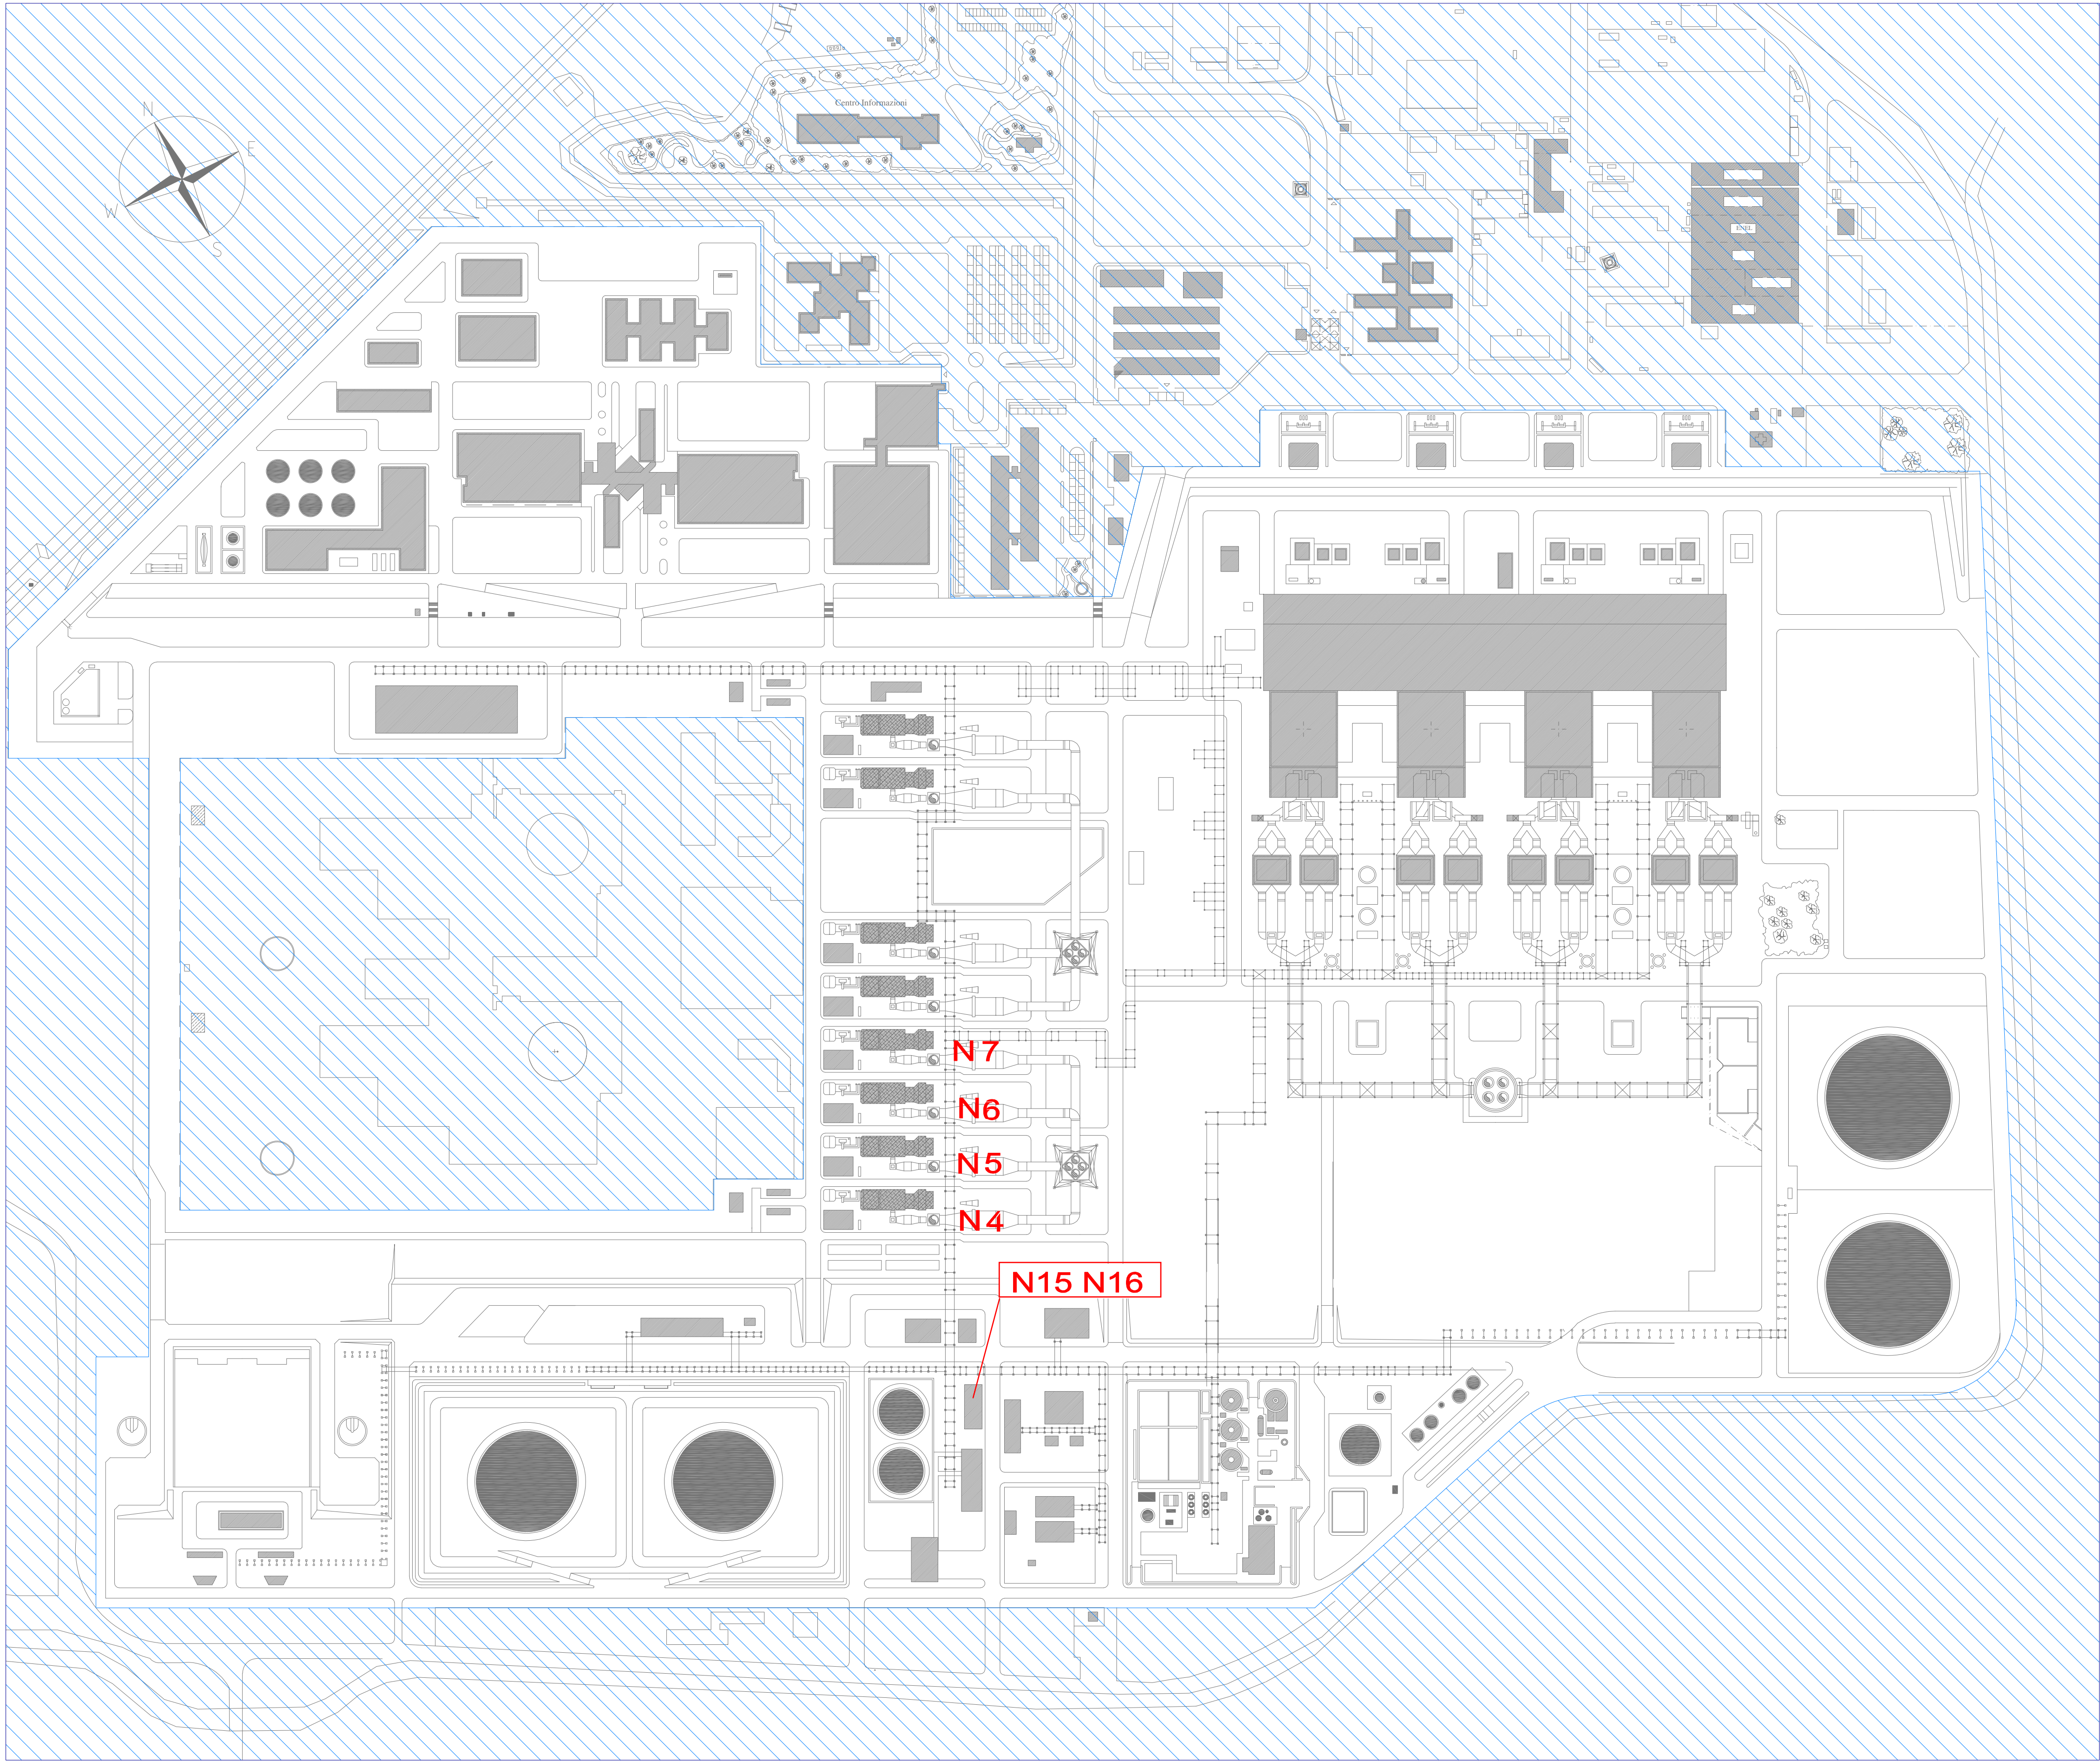 Centro Informazioni
N
E
W
S
ENEL
N7
N6
N5
N4
N15 N16